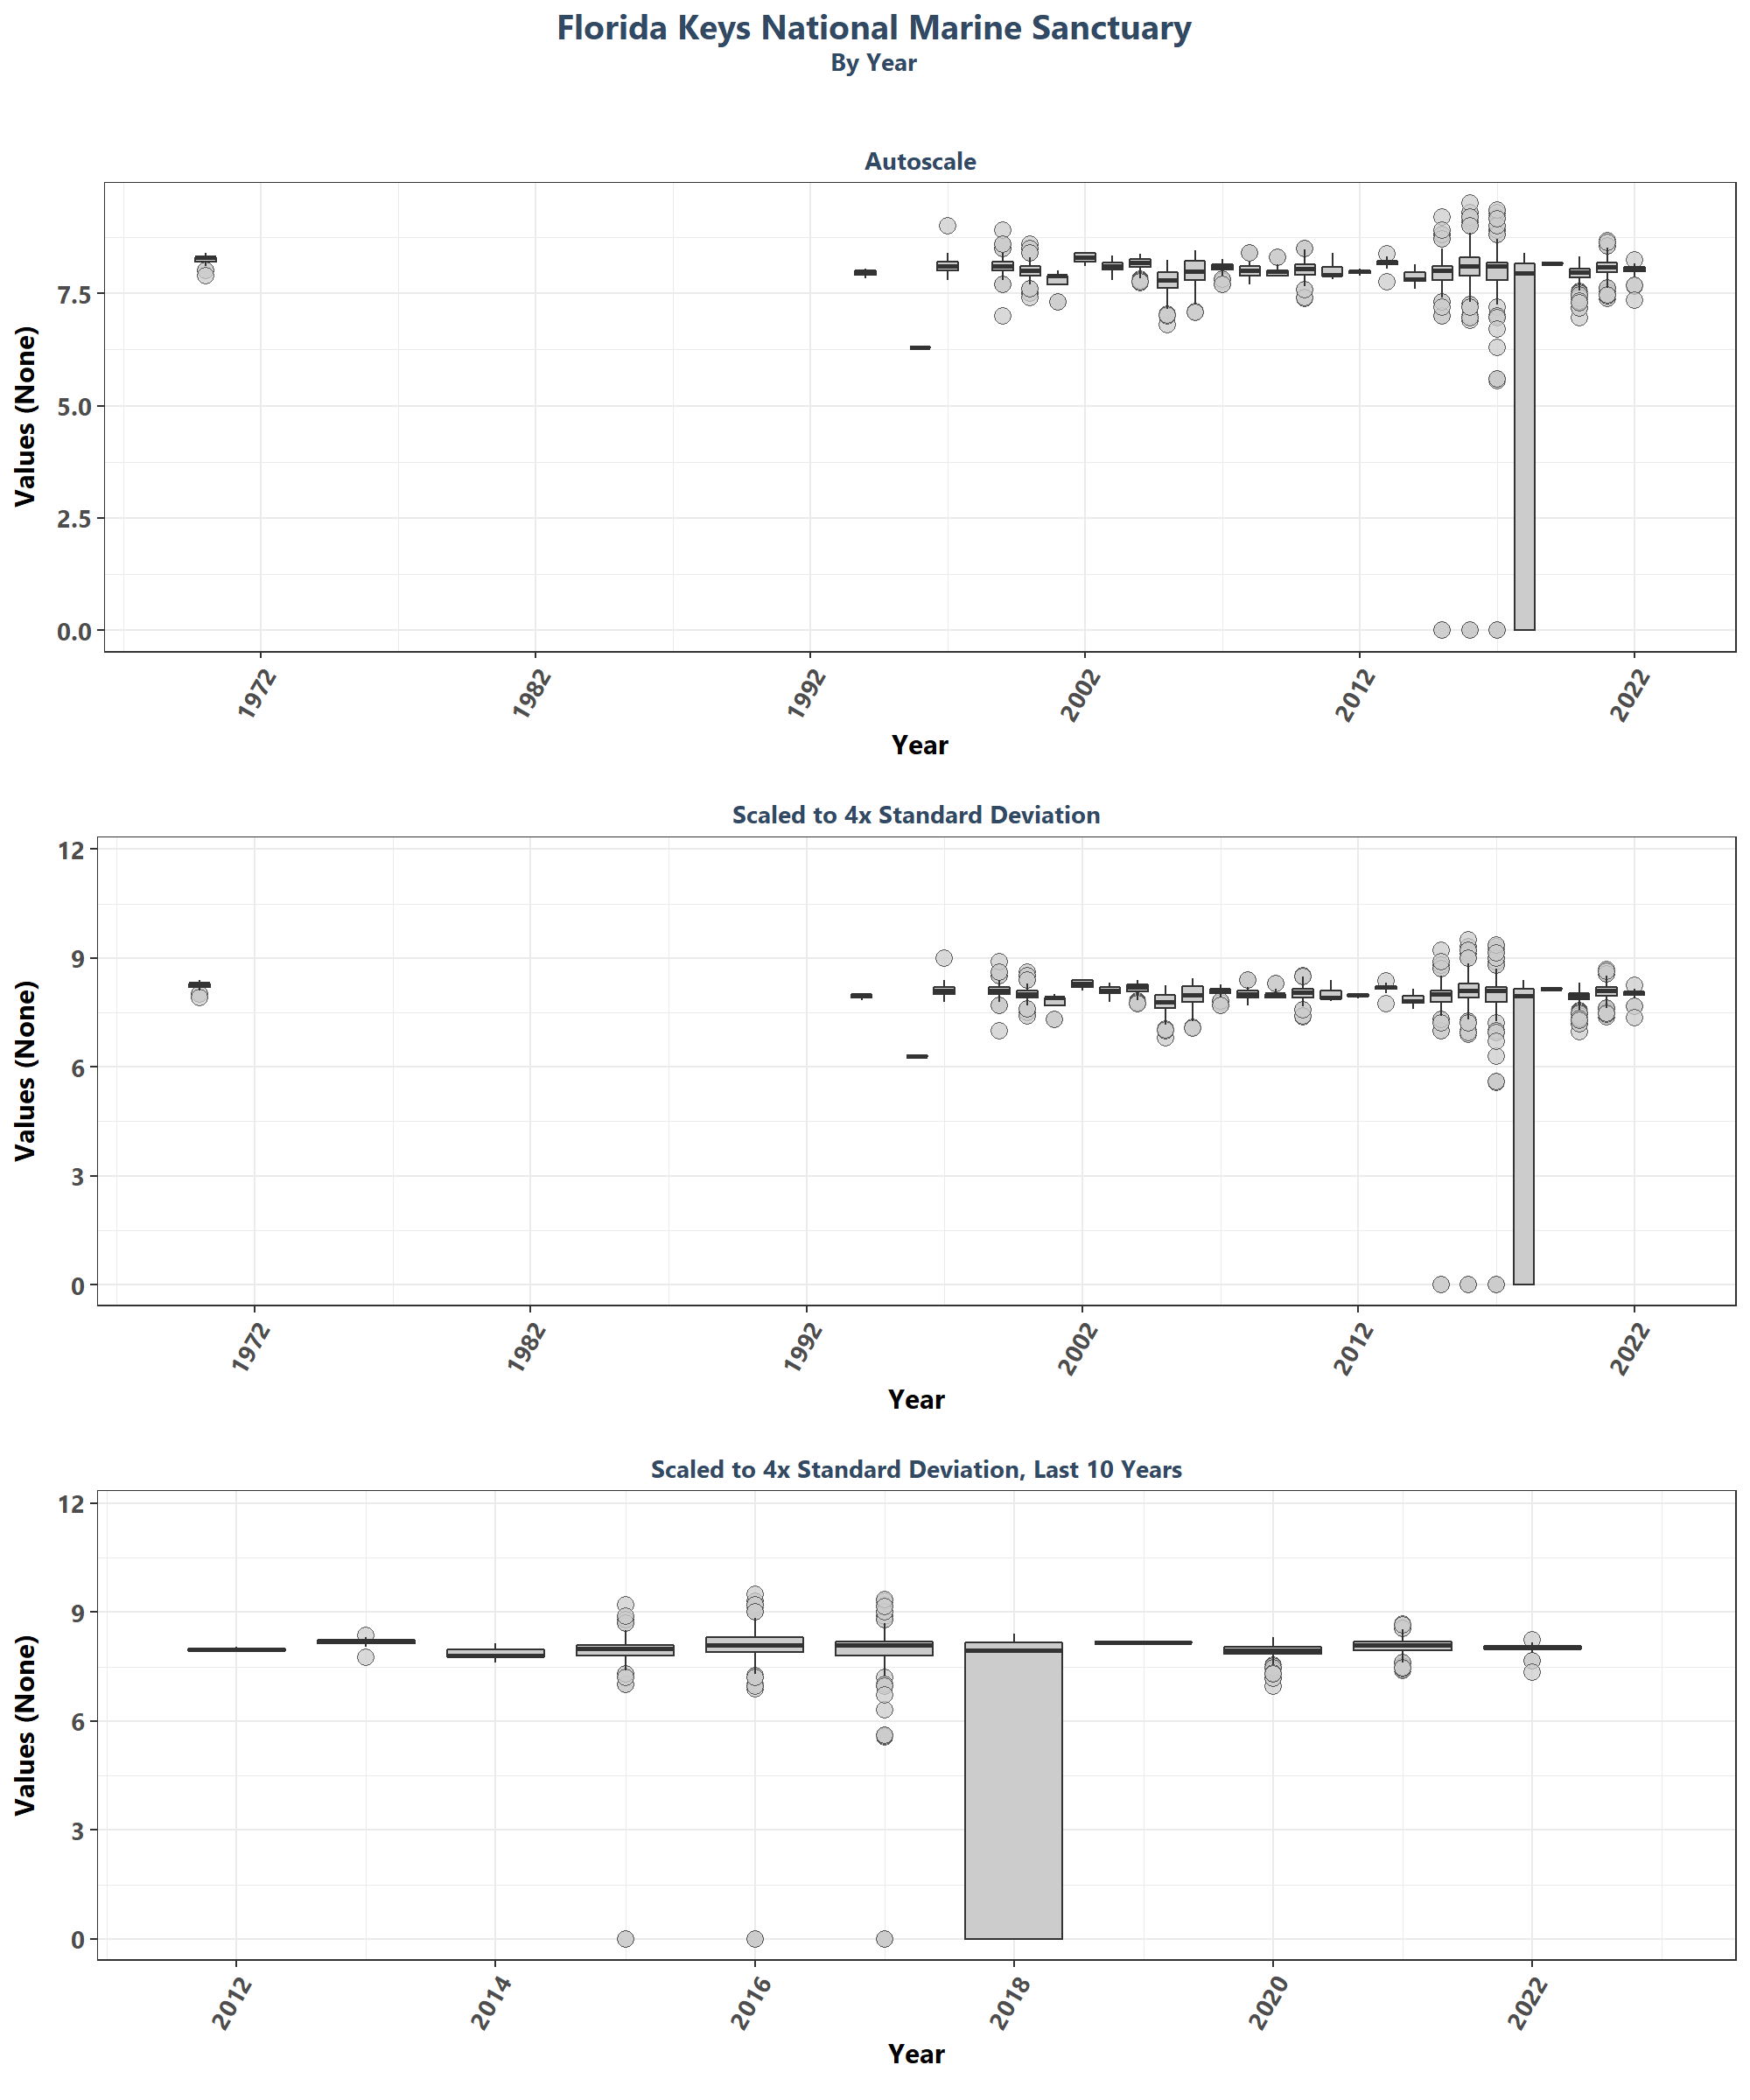 Florida Keys National Marine Sanctuary
By Year
Autoscale
Values (None)
7.5
5.0
2.5
0.0
1972
1982
1992
2002
2012
2022
Year
Scaled to 4x Standard Deviation
Values (None)
12
9
6
3
0
1972
1982
1992
2002
2012
2022
Year
Scaled to 4x Standard Deviation, Last 10 Years
Values (None)
12
9
6
3
0
2012
2014
2016
2018
2020
2022
Year